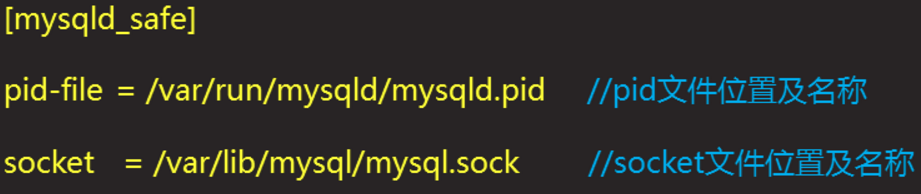 [mysqld_safe]
pid-file = /var/run/mysqld/mysqld.pid //pid文件位置及名称
socket = /var/lib/mysql/mysql.sock //socket文件位置及名称